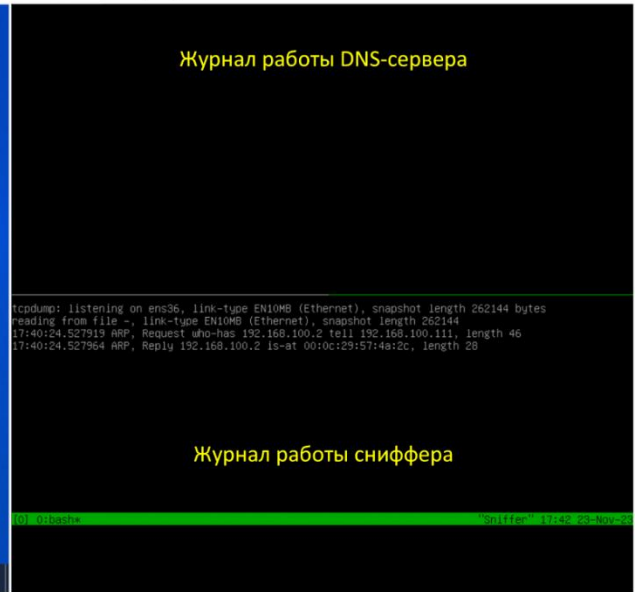 Журнал работы DNS-сервера
tcpdump: listening on ens36, link-type EN10MB (Ethernet), snapshot length 262144 bytes
reading from file -, link-type EN10MB (Ethernet), snapshot length 262144
17:40:24.527919 ARP, Request who-has 192.168.100.2 tell 192.168.100.111, length 46
17:40:24.527964 ARP, Reply 192.168.100.2 is-at 00:0c:29:57:4a:2c, length 28
Журнал работы сниффера
[0] 0:bash* "Sniffer" 17:42 23-Nov-23